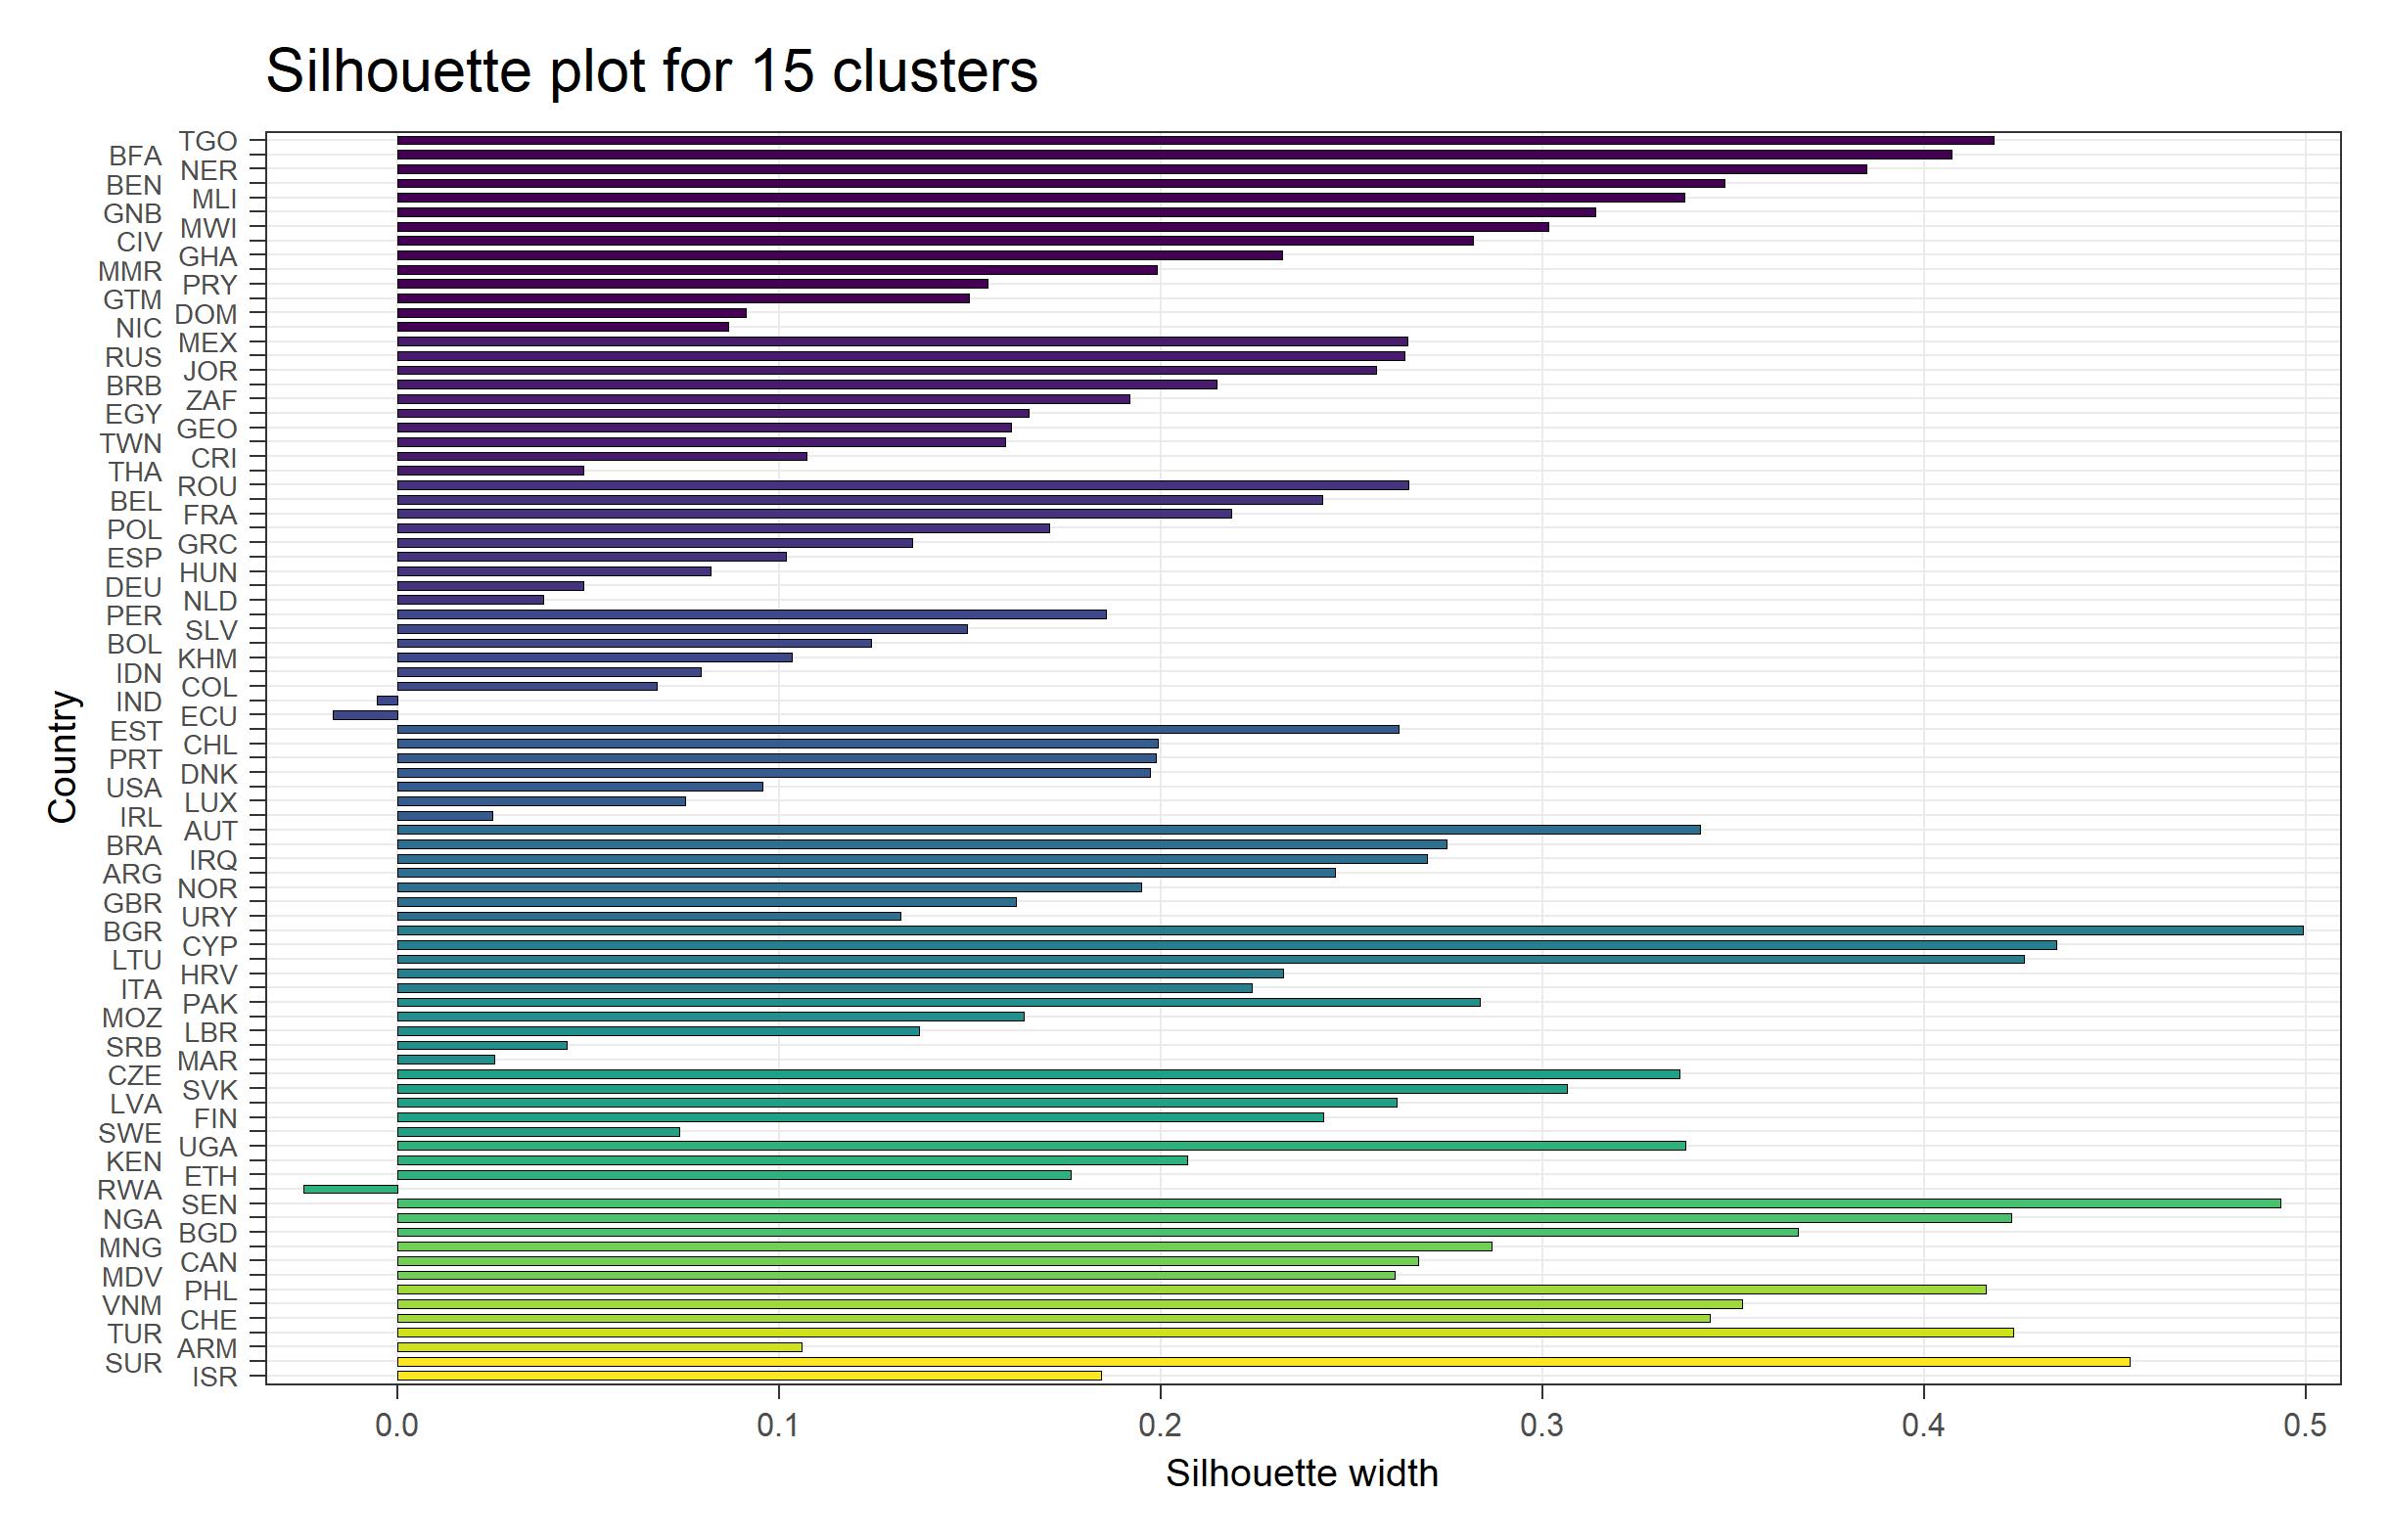 Silhouette plot for 15 clusters
TGO
BFA
NER
BEN
MLI
GNB
MWI
CIV
GHA
MMR
PRY
GTM
DOM
NIC
MEX
RUS
JOR
BRB
ZAF
EGY
GEO
TWN
CRI
THA
ROU
BEL
FRA
POL
GRC
ESP
HUN
DEU
NLD
PER
SLV
BOL
KHM
IDN
COL
IND
ECU
EST
CHL
PRT
DNK
USA
LUX
IRL
AUT
BRA
IRQ
ARG
NOR
GBR
URY
BGR
CYP
LTU
HRV
ITA
PAK
MOZ
LBR
SRB
MAR
CZE
SVK
LVA
FIN
SWE
UGA
KEN
ETH
RWA
SEN
NGA
BGD
MNG
CAN
MDV
PHL
VNM
CHE
TUR
ARM
SUR
ISR
Country
0.0 0.1 0.2 0.3 0.4 0.5
Silhouette width